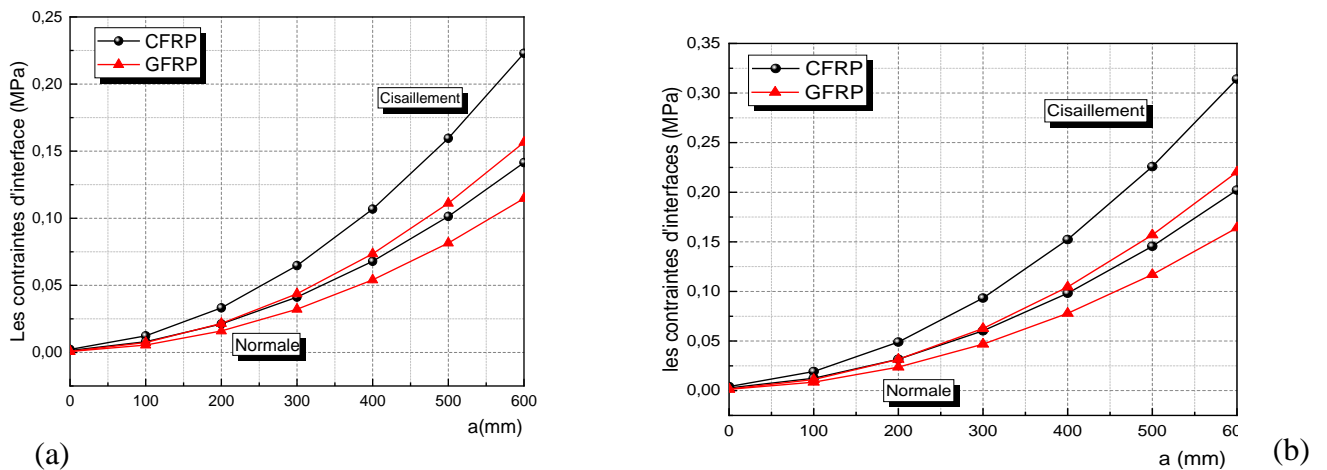 0,25
0,20
0,15
0,10
0,05
0,00
Les contraintes d'interface (MPa)
CFRP
GFRP
Cisaillement
Normale
0 100 200 300 400 500 600
a(mm)
(a)
0,35
0,30
0,25
0,20
0,15
0,10
0,05
0,00
les contraintes d'interfaces (MPa)
CFRP
GFRP
Cisaillement
Normale
0 100 200 300 400 500 600
a (mm)
(b)